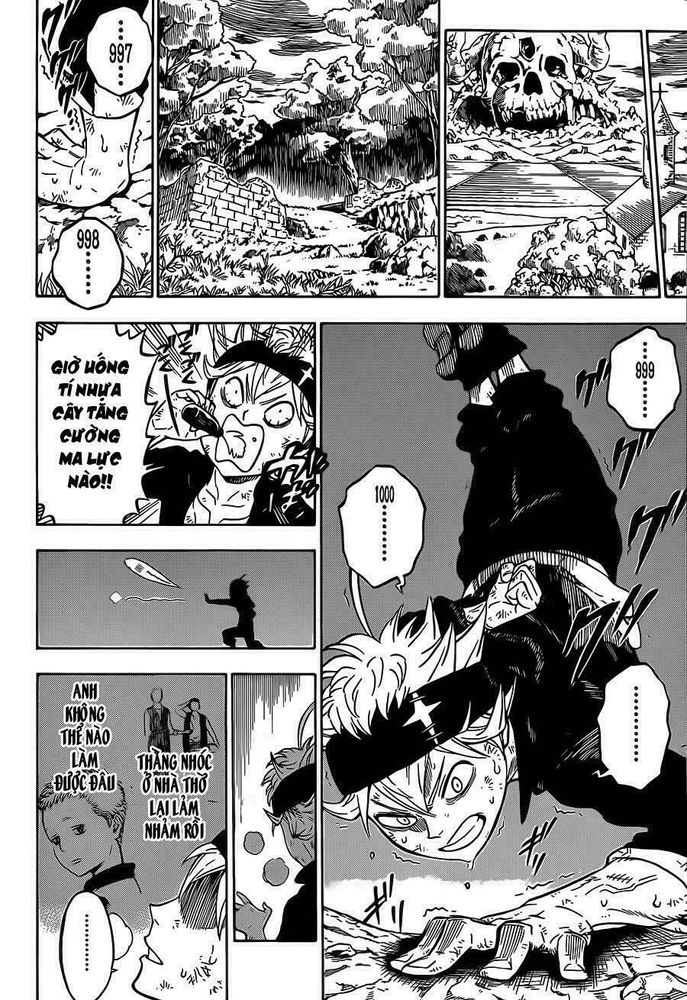 997
......
998
......
......
999
1000
......
......
GIỜ UỐNG
TÍ NHỰA
CÂY TĂNG
CƯỜNG
MA LỰC
NÀO!!
THẰNG NHÓC
Ở NHÀ THỜ
LẠI LẢM
NHẢM RỒI
ANH
KHÔNG
THỂ NÀO
LÀM
ĐƯỢC ĐÂU
......